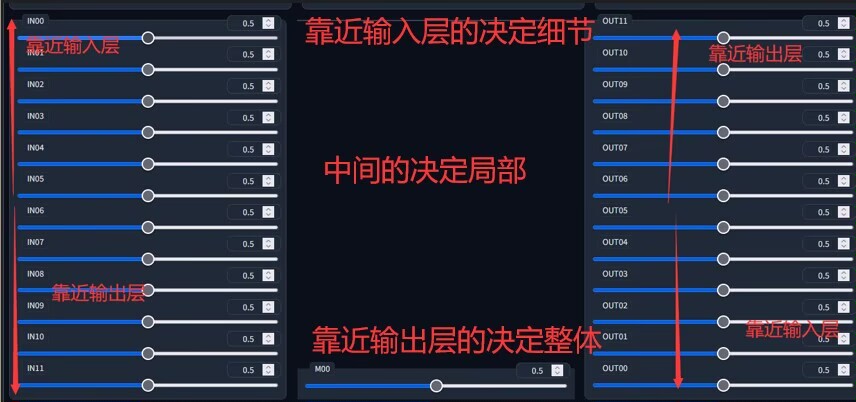 IN00 0.5
靠近输入层
IN01 0.5
IN02 0.5
IN03 0.5
IN04 0.5
IN05 0.5
IN06 0.5
IN07 0.5
IN08 0.5
靠近输出层
IN09 0.5
IN10 0.5
IN11 0.5
靠近输入层的决定细节
中间的决定局部
靠近输出层的决定整体
M00 0.5
OUT11 0.5
靠近输出层
OUT10 0.5
OUT09 0.5
OUT08 0.5
OUT07 0.5
OUT06 0.5
OUT05 0.5
OUT04 0.5
OUT03 0.5
OUT02 0.5
靠近输入层
OUT01 0.5
OUT00 0.5